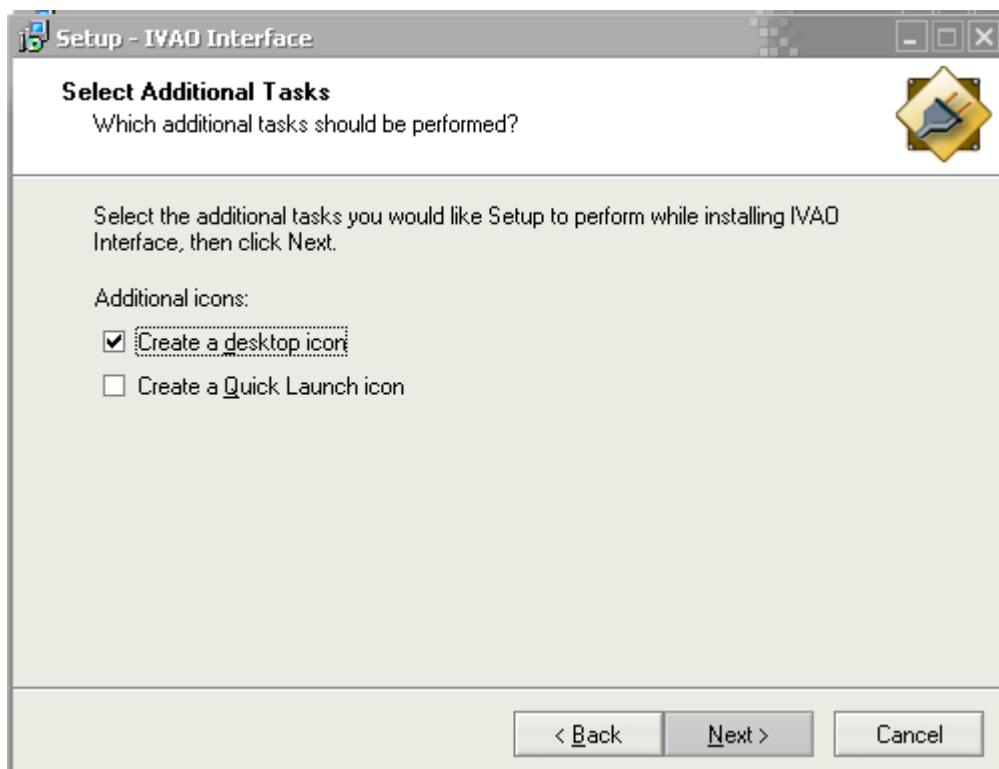 Setup - IVAO Interface
Select Additional Tasks
Which additional tasks should be performed?
Select the additional tasks you would like Setup to perform while installing IVAO
Interface, then click Next.
Additional icons:
Create a desktop icon
Create a Quick Launch icon
< Back
Next >
Cancel